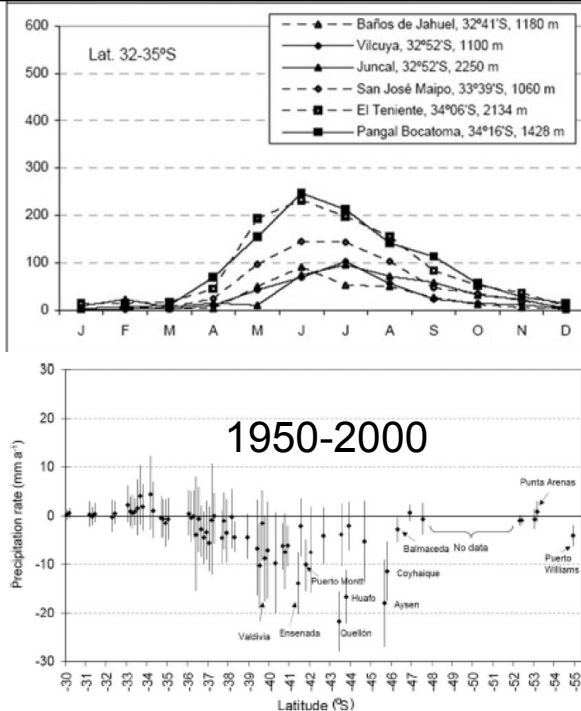 600
500
400
300
200
100
0
Lat. 32-35ºS
Baños de Jahuel, 32º41'S, 1180 m
Vilcuya, 32º52'S, 1100 m
Juncal, 32º52'S, 2250 m
San José Maipo, 33º39'S, 1060 m
El Teniente, 34º06'S, 2134 m
Pangal Bocatoma, 34º16'S, 1428 m
J F M A M J J A S O N D
1950-2000
Precipitation rate (mm a⁻¹)
30
20
10
0
-10
-20
-30
Punta Arenas
Balmaceda
No data
Puerto Montt
Coyhaique
Puerto
Williams
Huafo
Aysen
Valdivia
Ensenada
Quellón
-30 -31 -32 -33 -34 -35 -36 -37 -38 -39 -40 -41 -42 -43 -44 -45 -46 -47 -48 -49 -50 -51 -52 -53 -54 -55
Latitude (ºS)